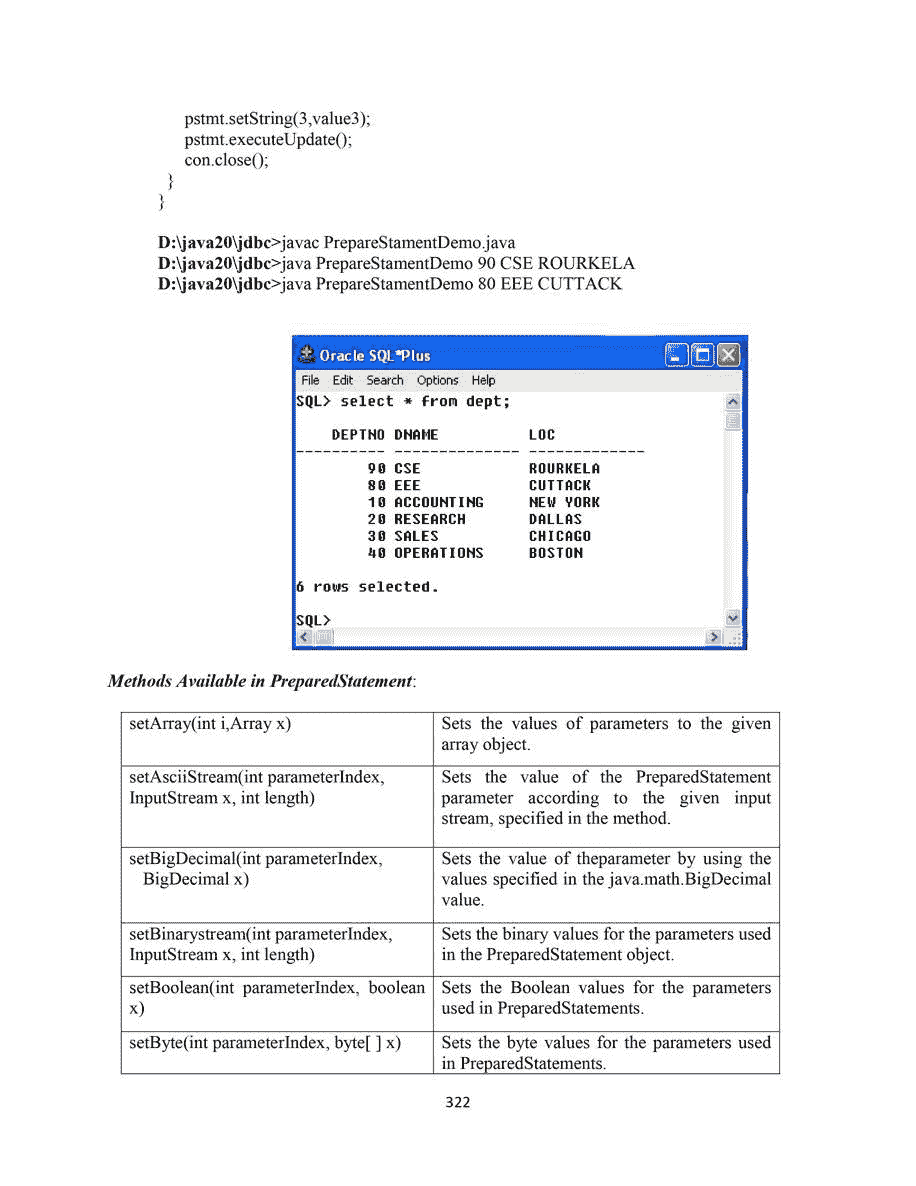 pstmt.setString(3,value3);
pstmt.executeUpdate();
con.close();
}
}
D:\java20\jdbc>javac PrepareStamentDemo.java
D:\java20\jdbc>java PrepareStamentDemo 90 CSE ROURKELA
D:\java20\jdbc>java PrepareStamentDemo 80 EEE CUTTACK
Oracle SQL*Plus
File Edit Search Options Help
SQL> select * from dept;
DEPTNO DNAME LOC
---------- -------------- -------------
90 CSE ROURKELA
80 EEE CUTTACK
10 ACCOUNTING NEW YORK
20 RESEARCH DALLAS
30 SALES CHICAGO
40 OPERATIONS BOSTON
6 rows selected.
SQL>
Methods Available in PreparedStatement:
setArray(int i,Array x)
Sets the values of parameters to the given
array object.
setAsciiStream(int parameterIndex,
InputStream x, int length)
Sets the value of the PreparedStatement
parameter according to the given input
stream, specified in the method.
setBigDecimal(int parameterIndex,
BigDecimal x)
Sets the value of theparameter by using the
values specified in the java.math.BigDecimal
value.
setBinarystream(int parameterIndex,
InputStream x, int length)
Sets the binary values for the parameters used
in the PreparedStatement object.
setBoolean(int parameterIndex, boolean
x)
Sets the Boolean values for the parameters
used in PreparedStatements.
setByte(int parameterIndex, byte[ ] x)
Sets the byte values for the parameters used
in PreparedStatements.
322